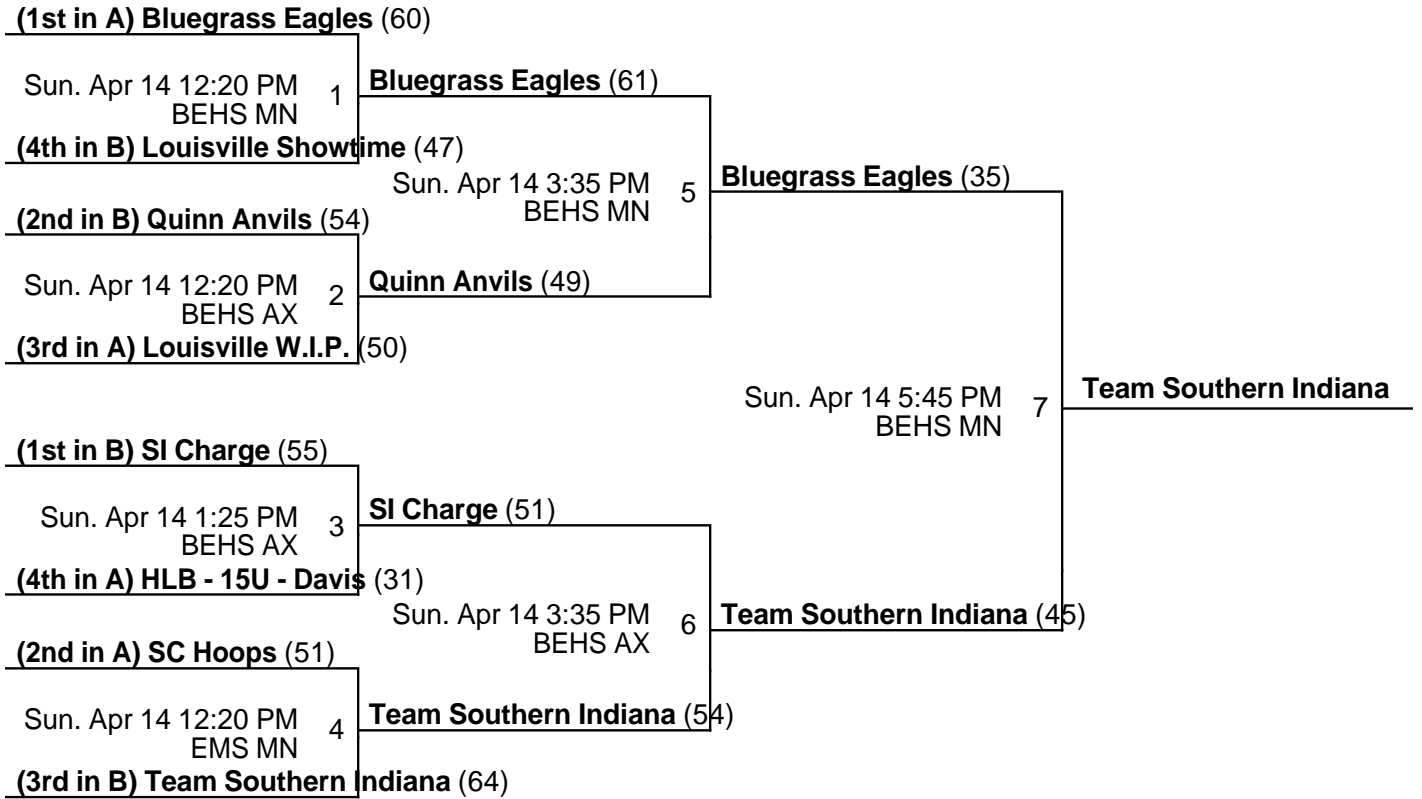 (1st in A) Bluegrass Eagles (60)
Sun. Apr 14 12:20 PM
BEHS MN
1
(4th in B) Louisville Showtime (47)
Bluegrass Eagles (61)
(2nd in B) Quinn Anvils (54)
Sun. Apr 14 12:20 PM
BEHS AX
2
(3rd in A) Louisville W.I.P. (50)
Quinn Anvils (49)
Sun. Apr 14 3:35 PM
BEHS MN
5
Bluegrass Eagles (35)
(1st in B) SI Charge (55)
Sun. Apr 14 1:25 PM
BEHS AX
3
(4th in A) HLB - 15U - Davis (31)
SI Charge (51)
(2nd in A) SC Hoops (51)
Sun. Apr 14 12:20 PM
EMS MN
4
(3rd in B) Team Southern Indiana (64)
Team Southern Indiana (54)
Sun. Apr 14 3:35 PM
BEHS AX
6
Team Southern Indiana (45)
Sun. Apr 14 5:45 PM
BEHS MN
7
Team Southern Indiana